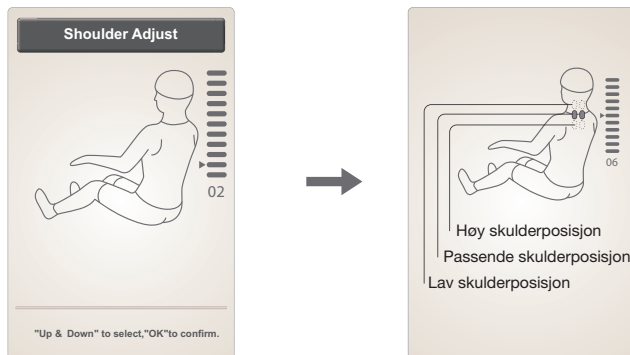 Shoulder Adjust
02
"Up & Down" to select,"OK"to confirm.
06
Høy skulderposisjon
Passende skulderposisjon
Lav skulderposisjon